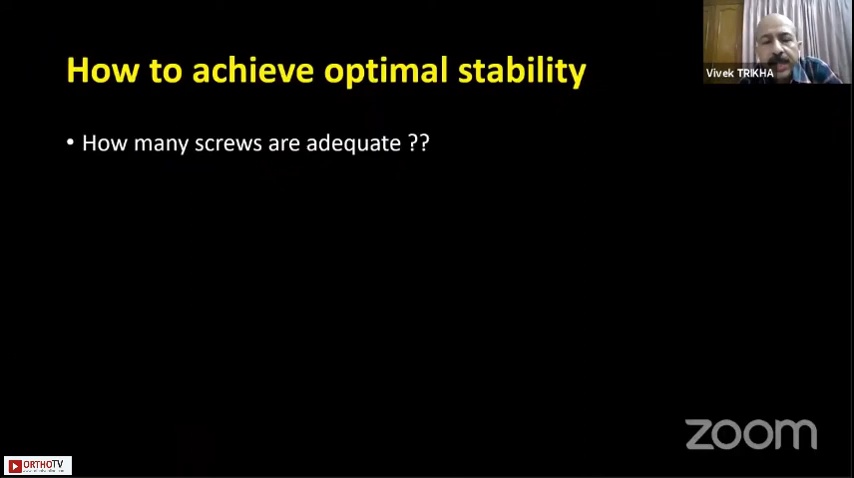 How to achieve optimal stability
• How many screws are adequate ??
Vivek TRIKHA
zoom
ORTHOTV